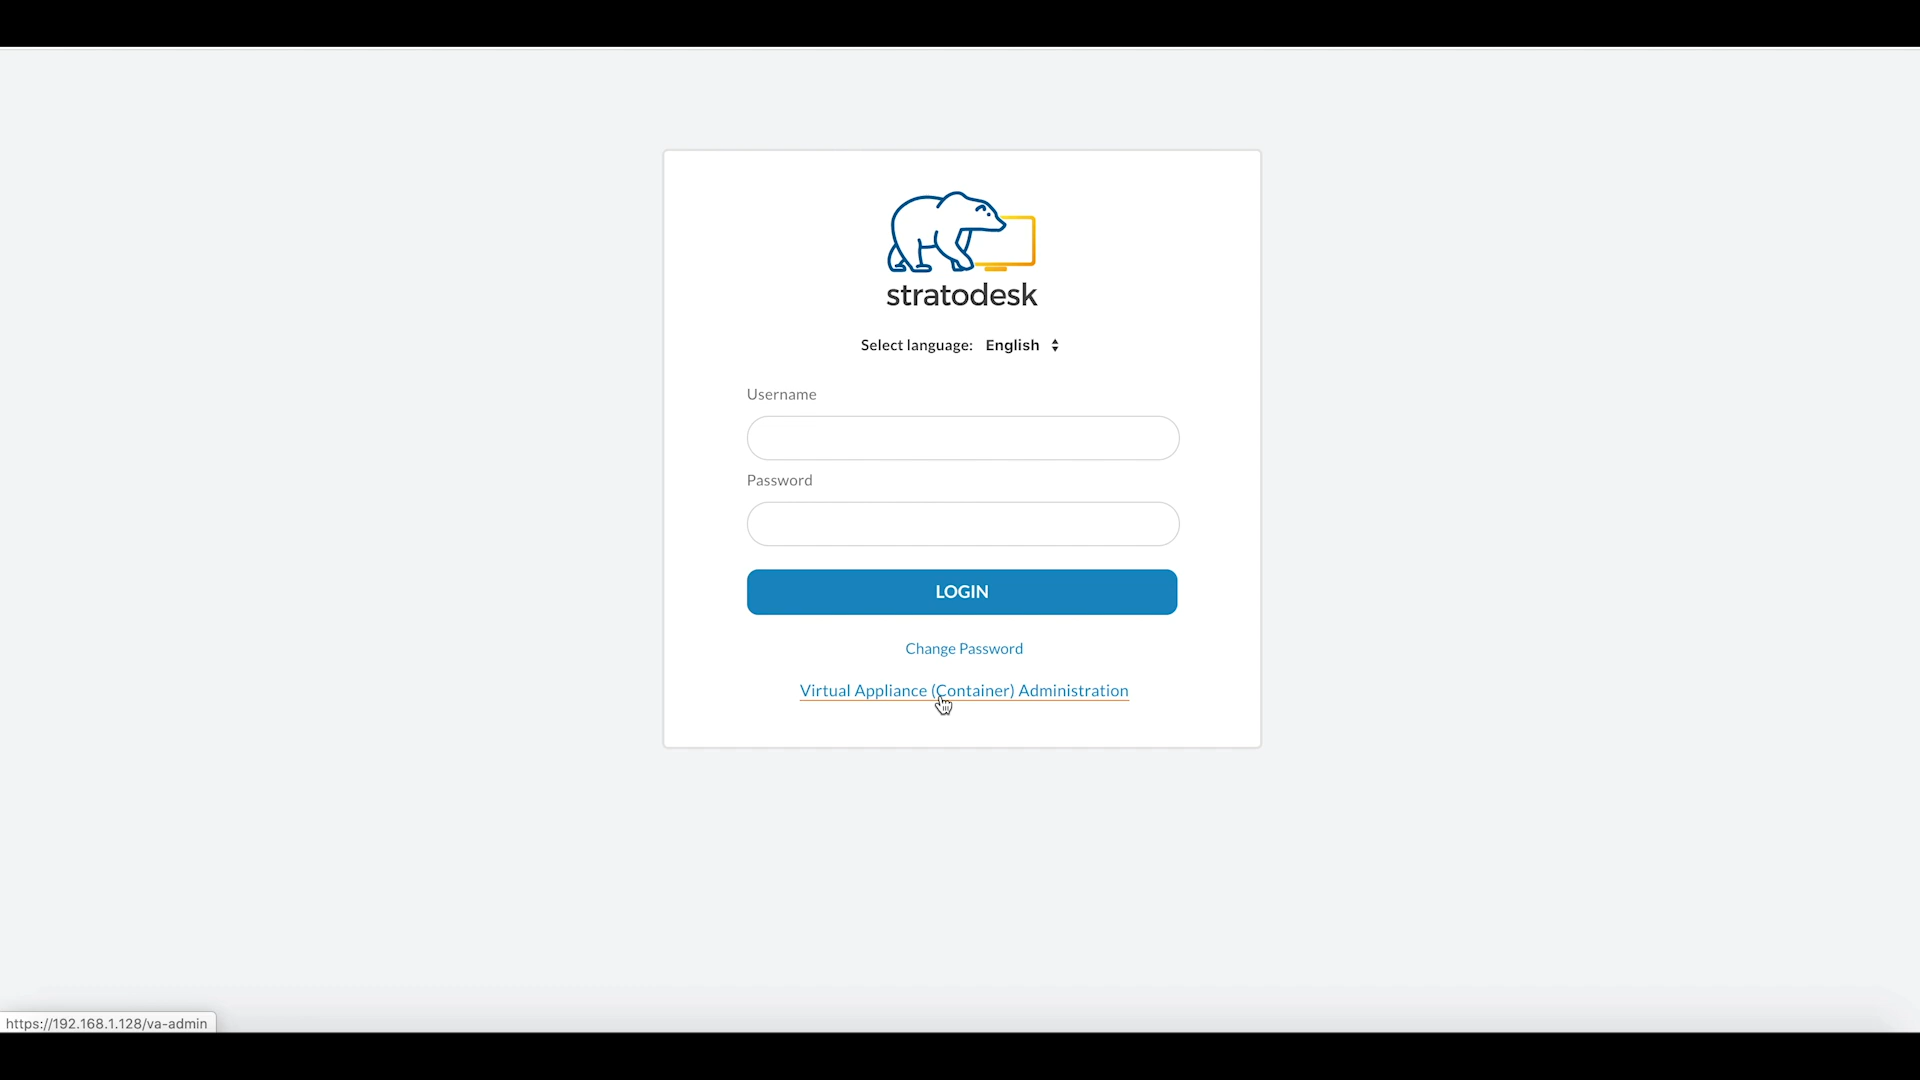 stratodesk
Select language: English
Username
Password
LOGIN
Change Password
Virtual Appliance (Container) Administration
https://192.168.1.128/va-admin